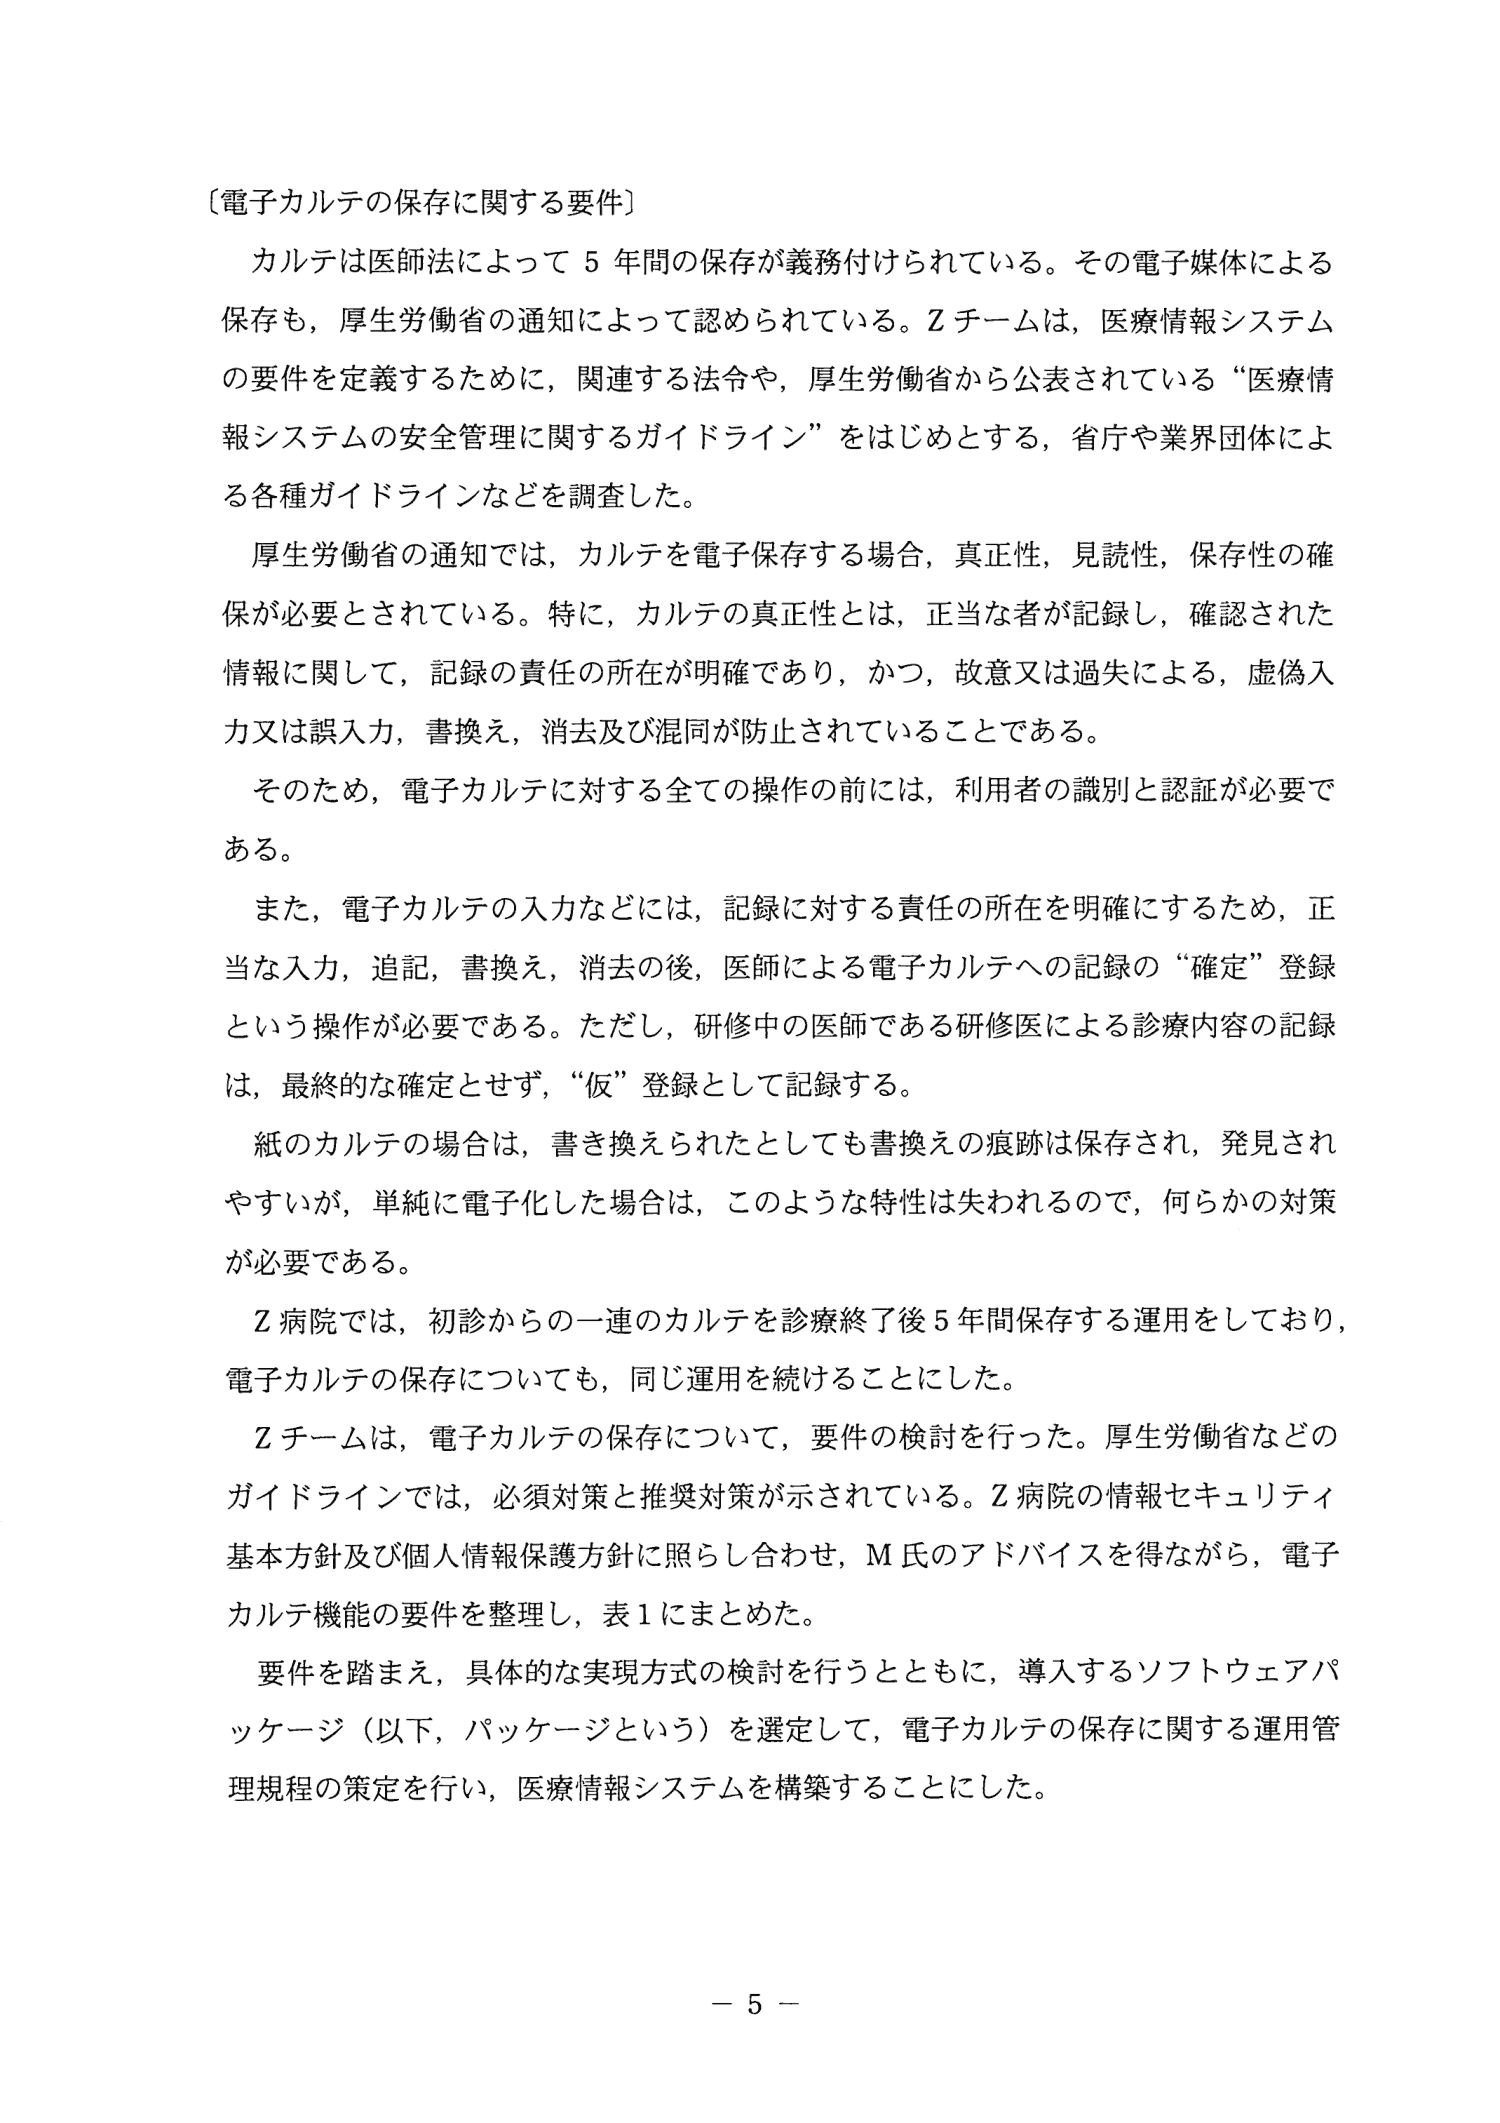 〔電子カルテの保存に関する要件〕
カルテは医師法によって 5 年間の保存が義務付けられている。その電子媒体による
保存も，厚生労働省の通知によって認められている。Z チームは，医療情報システム
の要件を定義するために，関連する法令や，厚生労働省から公表されている“医療情
報システムの安全管理に関するガイドライン”をはじめとする，省庁や業界団体によ
る各種ガイドラインなどを調査した。
厚生労働省の通知では，カルテを電子保存する場合，真正性，見読性，保存性の確
保が必要とされている。特に，カルテの真正性とは，正当な者が記録し，確認された
情報に関して，記録の責任の所在が明確であり，かつ，故意又は過失による，虚偽入
力又は誤入力，書換え，消去及び混同が防止されていることである。
そのため，電子カルテに対する全ての操作の前には，利用者の識別と認証が必要で
ある。
また，電子カルテの入力などには，記録に対する責任の所在を明確にするため，正
当な入力，追記，書換え，消去の後，医師による電子カルテへの記録の“確定”登録
という操作が必要である。ただし，研修中の医師である研修医による診療内容の記録
は，最終的な確定とせず，“仮”登録として記録する。
紙のカルテの場合は，書き換えられたとしても書換えの痕跡は保存され，発見され
やすいが，単純に電子化した場合は，このような特性は失われるので，何らかの対策
が必要である。
Z 病院では，初診からの一連のカルテを診療終了後 5 年間保存する運用をしており，
電子カルテの保存についても，同じ運用を続けることにした。
Z チームは，電子カルテの保存について，要件の検討を行った。厚生労働省などの
ガイドラインでは，必須対策と推奨対策が示されている。Z 病院の情報セキュリティ
基本方針及び個人情報保護方針に照らし合わせ，M 氏のアドバイスを得ながら，電子
カルテ機能の要件を整理し，表 1 にまとめた。
要件を踏まえ，具体的な実現方式の検討を行うとともに，導入するソフトウェアパ
ッケージ（以下，パッケージという）を選定して，電子カルテの保存に関する運用管
理規程の策定を行い，医療情報システムを構築することにした。
－ 5 －